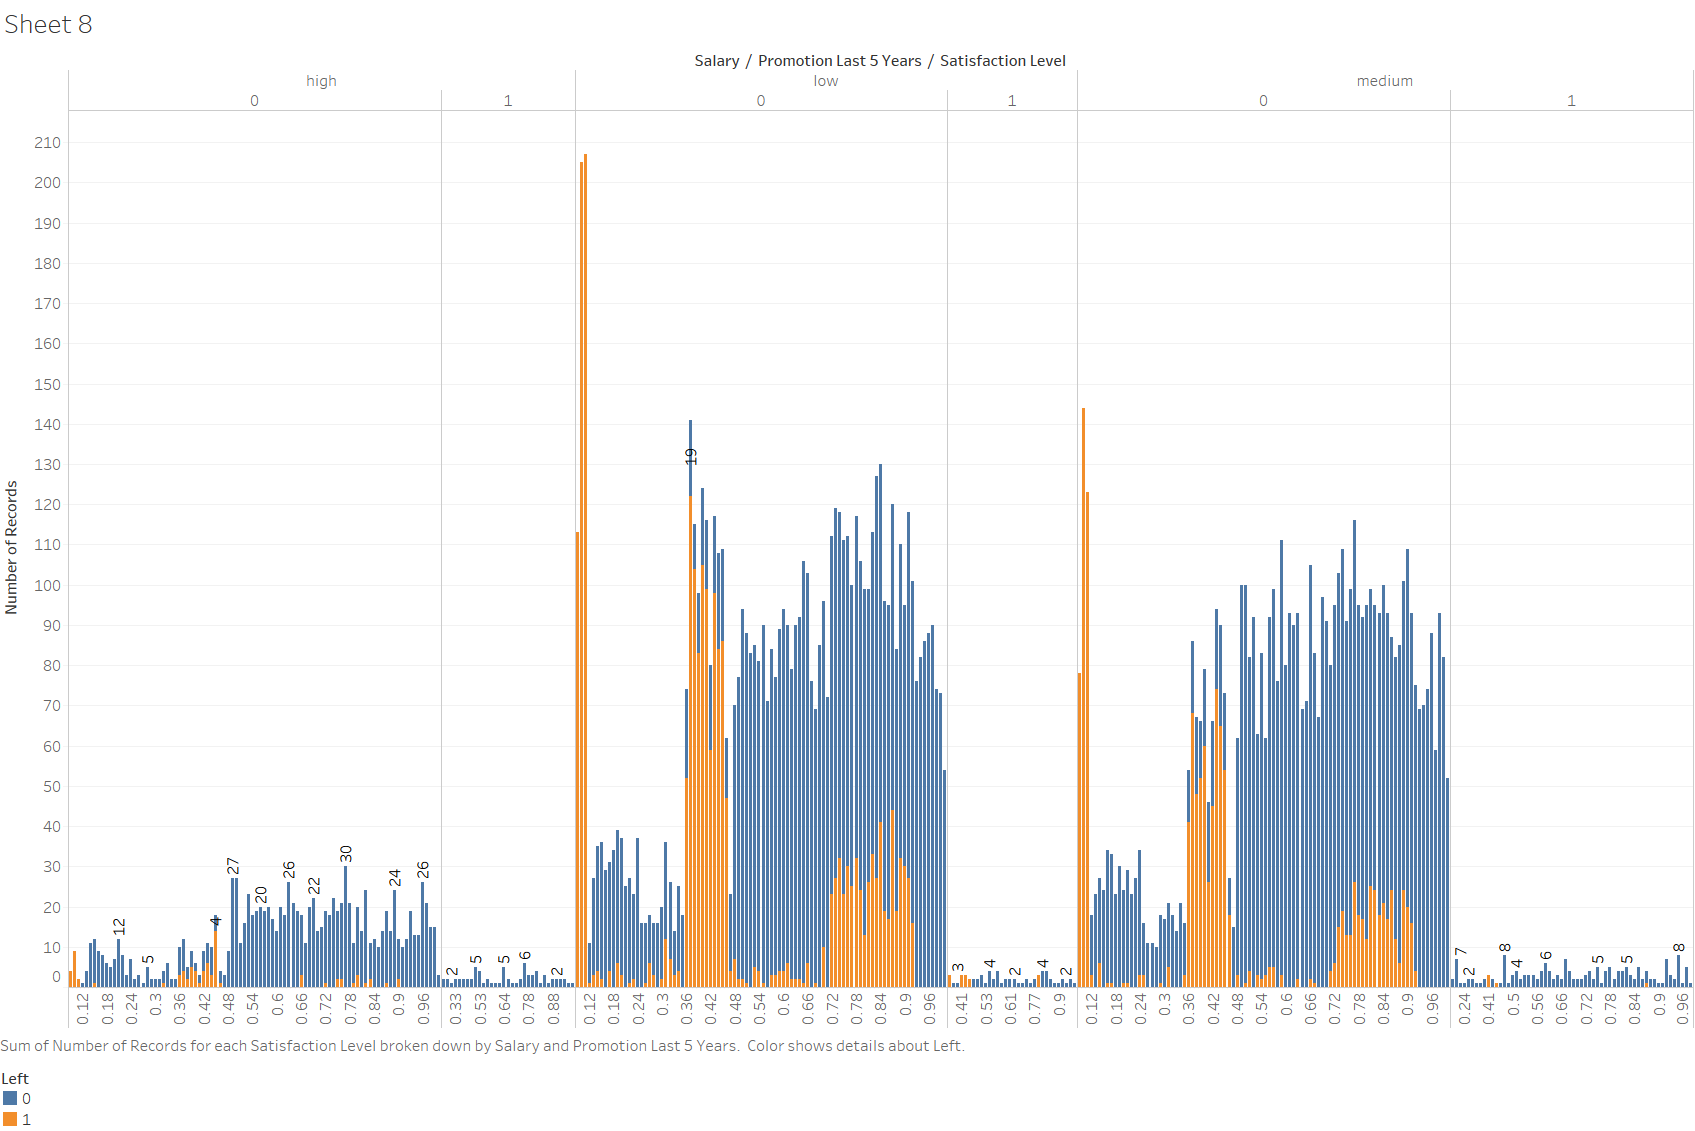 Sheet 8
Salary / Promotion Last 5 Years / Satisfaction Level
high low medium
0 1 0 1 0 1
Number of Records
210
200
190
180
170
160
150
140
130
120
110
100
90
80
70
60
50
40
30
20
10
0
12 5 4 27 20 26 22 30 24 26 2 5 5 6 2 19 3 4 2 4 2 7 2 8 4 6 5 5 8
0.12 0.18 0.24 0.3 0.36 0.42 0.48 0.54 0.6 0.66 0.72 0.78 0.84 0.9 0.96 0.33 0.53 0.64 0.78 0.88 0.12 0.18 0.24 0.3 0.36 0.42 0.48 0.54 0.6 0.66 0.72 0.78 0.84 0.9 0.96 0.41 0.53 0.61 0.77 0.9 0.12 0.18 0.24 0.3 0.36 0.42 0.48 0.54 0.6 0.66 0.72 0.78 0.84 0.9 0.96 0.24 0.41 0.5 0.56 0.66 0.72 0.78 0.84 0.9 0.96
Sum of Number of Records for each Satisfaction Level broken down by Salary and Promotion Last 5 Years. Color shows details about Left.
Left
0
1